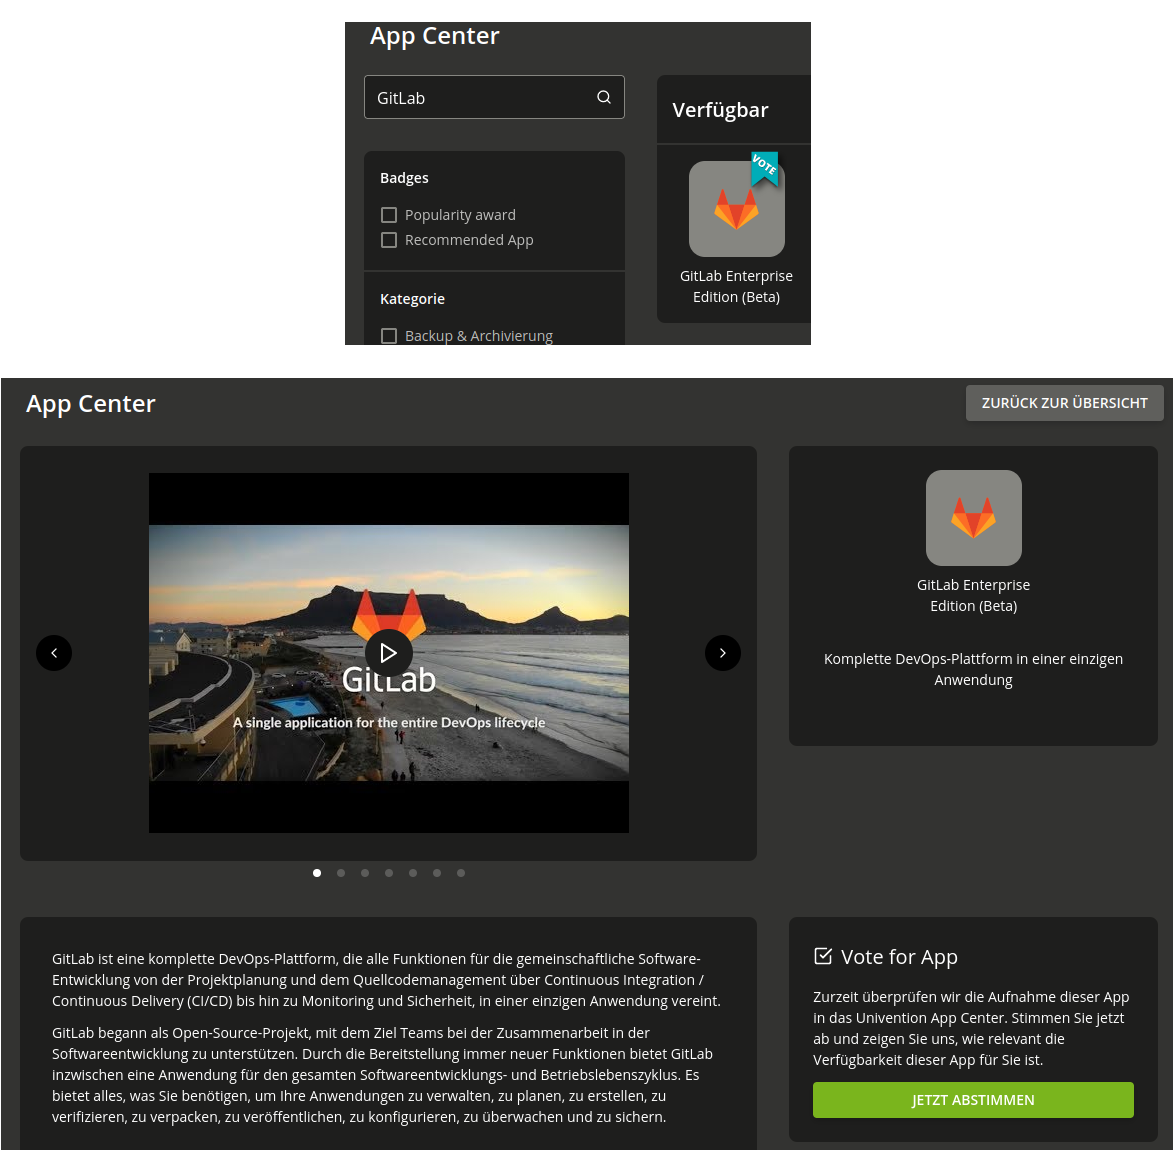 App Center
GitLab
Verfügbar
VOTE
Badges
Popularity award
Recommended App
GitLab Enterprise
Edition (Beta)
Kategorie
Backup & Archivierung
App Center
ZURÜCK ZUR ÜBERSICHT
GitLab
A single application for the entire DevOps lifecycle
GitLab Enterprise
Edition (Beta)
Komplette DevOps-Plattform in einer einzigen
Anwendung
GitLab ist eine komplette DevOps-Plattform, die alle Funktionen für die gemeinschaftliche Software-
Entwicklung von der Projektplanung und dem Quellcodemanagement über Continuous Integration /
Continuous Delivery (CI/CD) bis hin zu Monitoring und Sicherheit, in einer einzigen Anwendung vereint.
GitLab begann als Open-Source-Projekt, mit dem Ziel Teams bei der Zusammenarbeit in der
Softwareentwicklung zu unterstützen. Durch die Bereitstellung immer neuer Funktionen bietet GitLab
inzwischen eine Anwendung für den gesamten Softwareentwicklungs- und Betriebslebenszyklus. Es
bietet alles, was Sie benötigen, um Ihre Anwendungen zu verwalten, zu planen, zu erstellen, zu
verifizieren, zu verpacken, zu veröffentlichen, zu konfigurieren, zu überwachen und zu sichern.
Vote for App
Zurzeit überprüfen wir die Aufnahme dieser App
in das Univention App Center. Stimmen Sie jetzt
ab und zeigen Sie uns, wie relevant die
Verfügbarkeit dieser App für Sie ist.
JETZT ABSTIMMEN